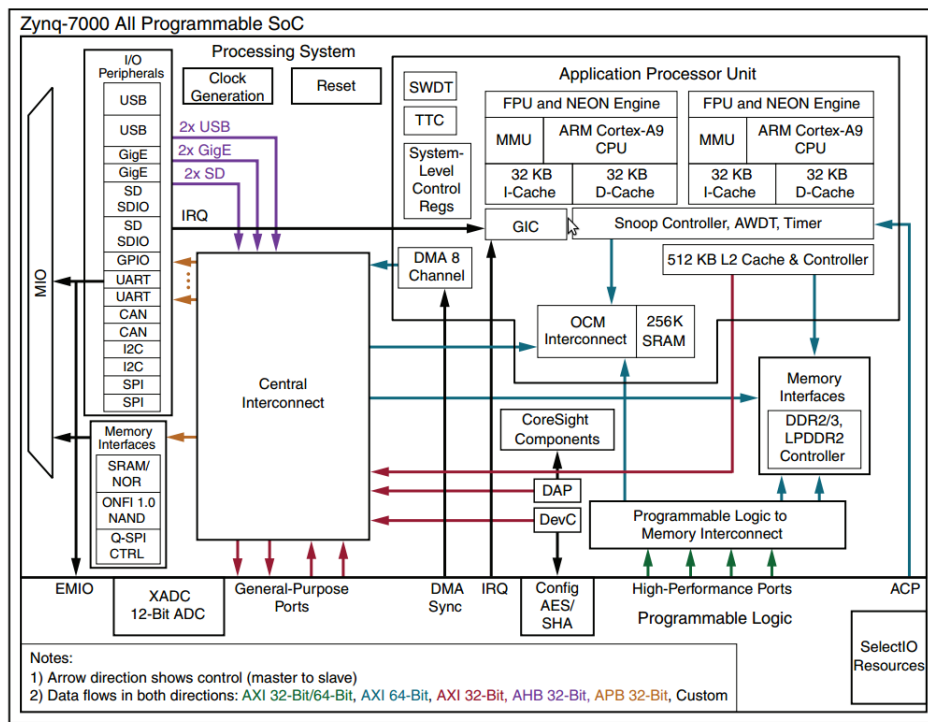 Zynq-7000 All Programmable SoC
Processing System
I/O
Peripherals
USB
USB
GigE
GigE
SD
SDIO
SD
SDIO
GPIO
UART
UART
CAN
CAN
I2C
I2C
SPI
SPI
MIO
Clock
Generation
Reset
2x USB
2x GigE
2x SD
IRQ
Application Processor Unit
SWDT
TTC
System-
Level
Control
Regs
FPU and NEON Engine
MMU
ARM Cortex-A9
CPU
32 KB
I-Cache
32 KB
D-Cache
FPU and NEON Engine
MMU
ARM Cortex-A9
CPU
32 KB
I-Cache
32 KB
D-Cache
GIC
Snoop Controller, AWDT, Timer
DMA 8
Channel
512 KB L2 Cache & Controller
OCM
Interconnect
256K
SRAM
Central
Interconnect
Memory
Interfaces
DDR2/3,
LPDDR2
Controller
CoreSight
Components
DAP
DevC
Programmable Logic to
Memory Interconnect
Memory
Interfaces
SRAM/
NOR
ONFI 1.0
NAND
Q-SPI
CTRL
EMIO
XADC
12-Bit ADC
General-Purpose
Ports
DMA
Sync
IRQ
Config
AES/
SHA
High-Performance Ports
ACP
Programmable Logic
SelectIO
Resources
Notes:
1) Arrow direction shows control (master to slave)
2) Data flows in both directions: AXI 32-Bit/64-Bit, AXI 64-Bit, AXI 32-Bit, AHB 32-Bit, APB 32-Bit, Custom